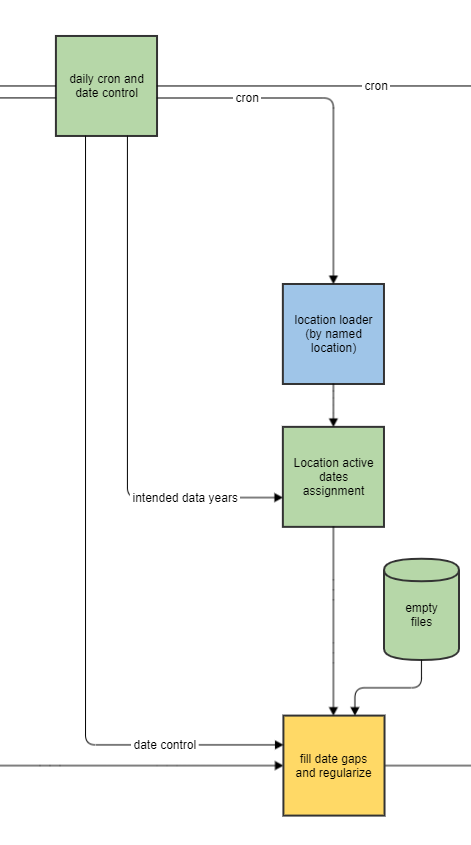 daily cron and
date control
cron
cron
location loader
(by named
location)
Location active
dates
assignment
intended data years
empty
files
date control
fill date gaps
and regularize